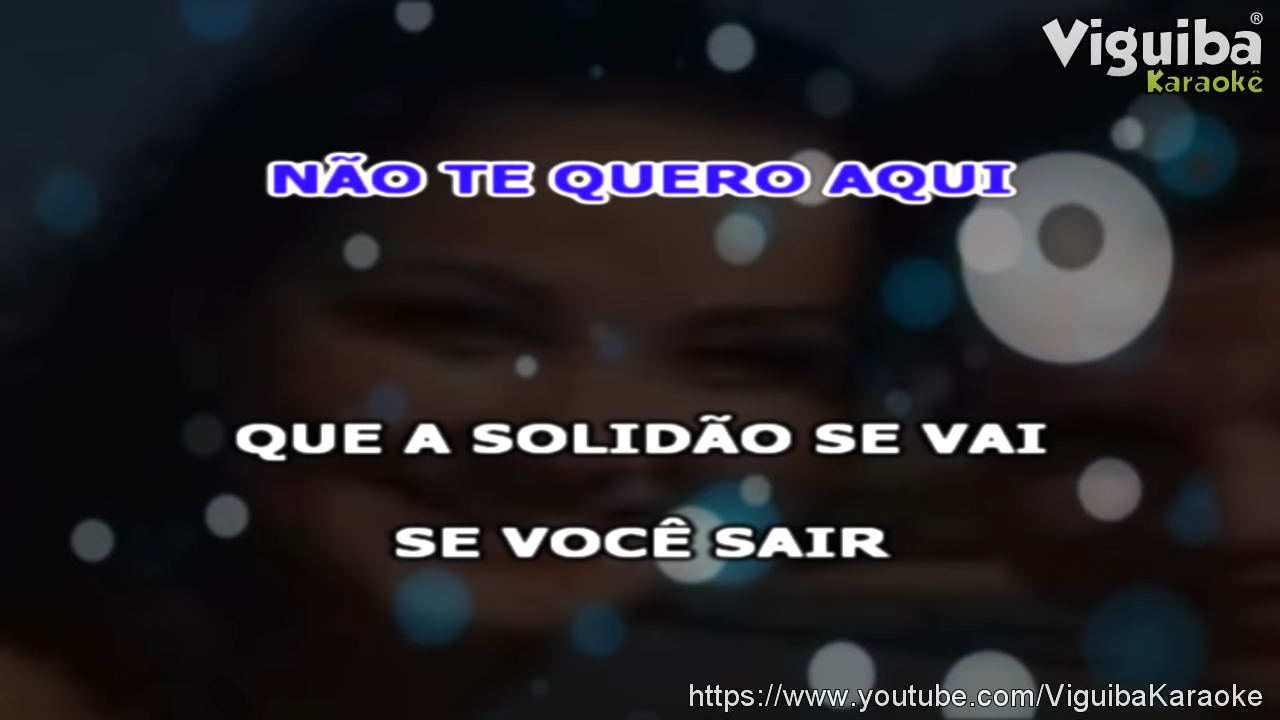 Viguiba®
Karaokê
NÃO TE QUERO AQUI
QUE A SOLIDÃO SE VAI
SE VOCÊ SAIR
https://www.youtube.com/ViguibaKaraoke